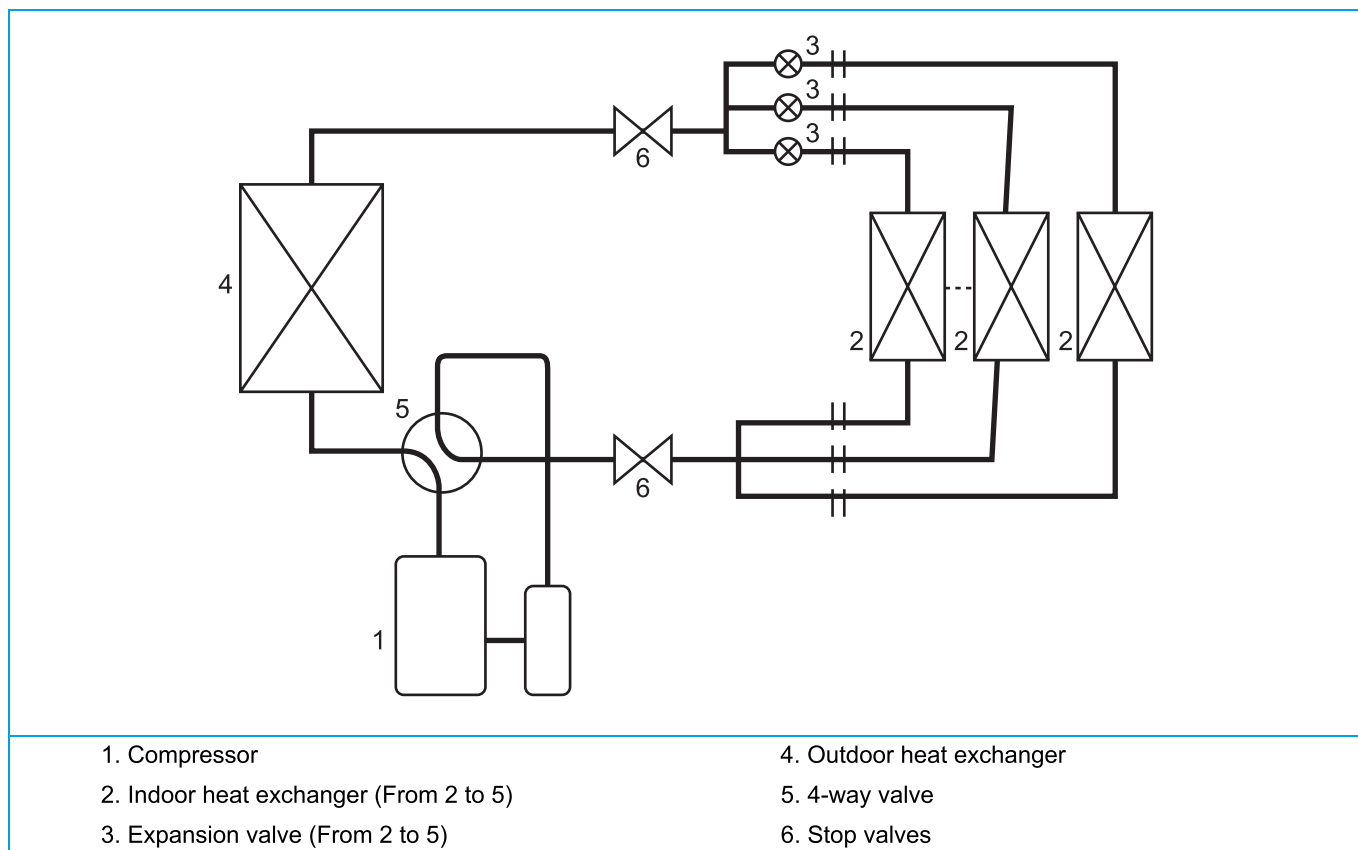 3
3
3
6
4
2
2
2
5
6
1
1. Compressor
2. Indoor heat exchanger (From 2 to 5)
3. Expansion valve (From 2 to 5)
4. Outdoor heat exchanger
5. 4-way valve
6. Stop valves